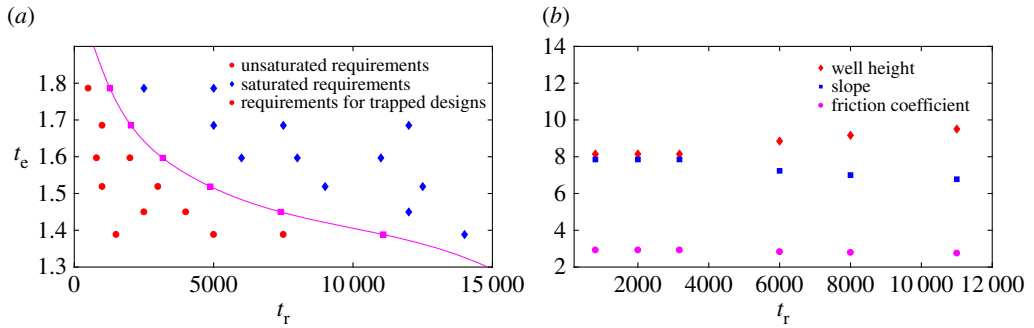 (a)
unsaturated requirements
saturated requirements
requirements for trapped designs
1.8
1.7
1.6
1.5
1.4
1.3
te
0 5000 10 000 15 000
tr
(b)
well height
slope
friction coefficient
14
12
10
8
6
4
2
2000 4000 6000 8000 10 000 12 000
tr